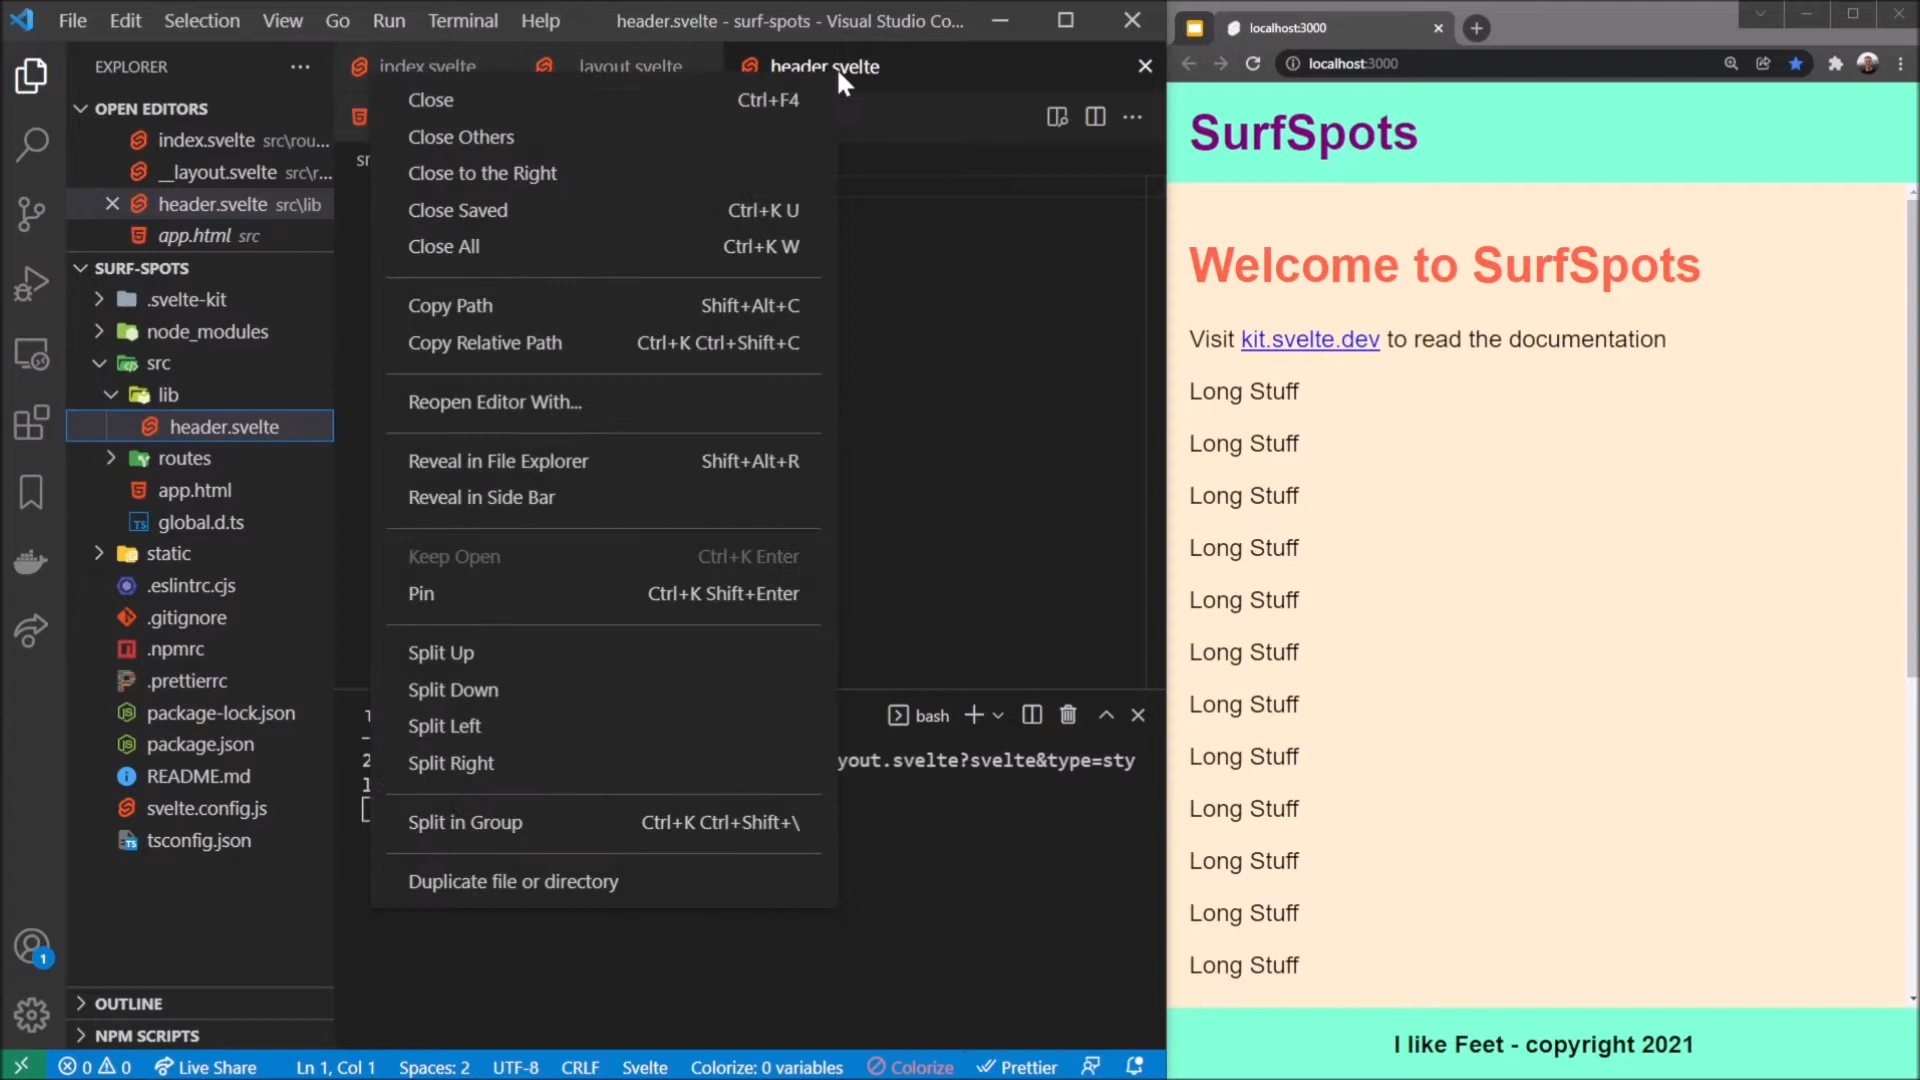 File Edit Selection View Go Run Terminal Help header.svelte - surf-spots - Visual Studio Co...
EXPLORER
OPEN EDITORS
index.svelte src\rou...
__layout.svelte src\r...
header.svelte src\lib
app.html src
SURF-SPOTS
.svelte-kit
node_modules
src
lib
header.svelte
routes
app.html
global.d.ts
static
.eslintrc.cjs
.gitignore
.npmrc
.prettierrc
package-lock.json
package.json
README.md
svelte.config.js
tsconfig.json
OUTLINE
NPM SCRIPTS
1
index.svelte layout.svelte header.svelte
sr
Close Ctrl+F4
Close Others
Close to the Right
Close Saved Ctrl+K U
Close All Ctrl+K W
Copy Path Shift+Alt+C
Copy Relative Path Ctrl+K Ctrl+Shift+C
Reopen Editor With...
Reveal in File Explorer Shift+Alt+R
Reveal in Side Bar
Keep Open Ctrl+K Enter
Pin Ctrl+K Shift+Enter
Split Up
Split Down
Split Left
Split Right
Split in Group Ctrl+K Ctrl+Shift+\
Duplicate file or directory
bash
yout.svelte?svelte&type=sty
0 0 Live Share Ln 1, Col 1 Spaces: 2 UTF-8 CRLF Svelte Colorize: 0 variables Colorize Prettier
localhost:3000
localhost:3000
SurfSpots
Welcome to SurfSpots
Visit kit.svelte.dev to read the documentation
Long Stuff
Long Stuff
Long Stuff
Long Stuff
Long Stuff
Long Stuff
Long Stuff
Long Stuff
Long Stuff
Long Stuff
Long Stuff
Long Stuff
I like Feet - copyright 2021